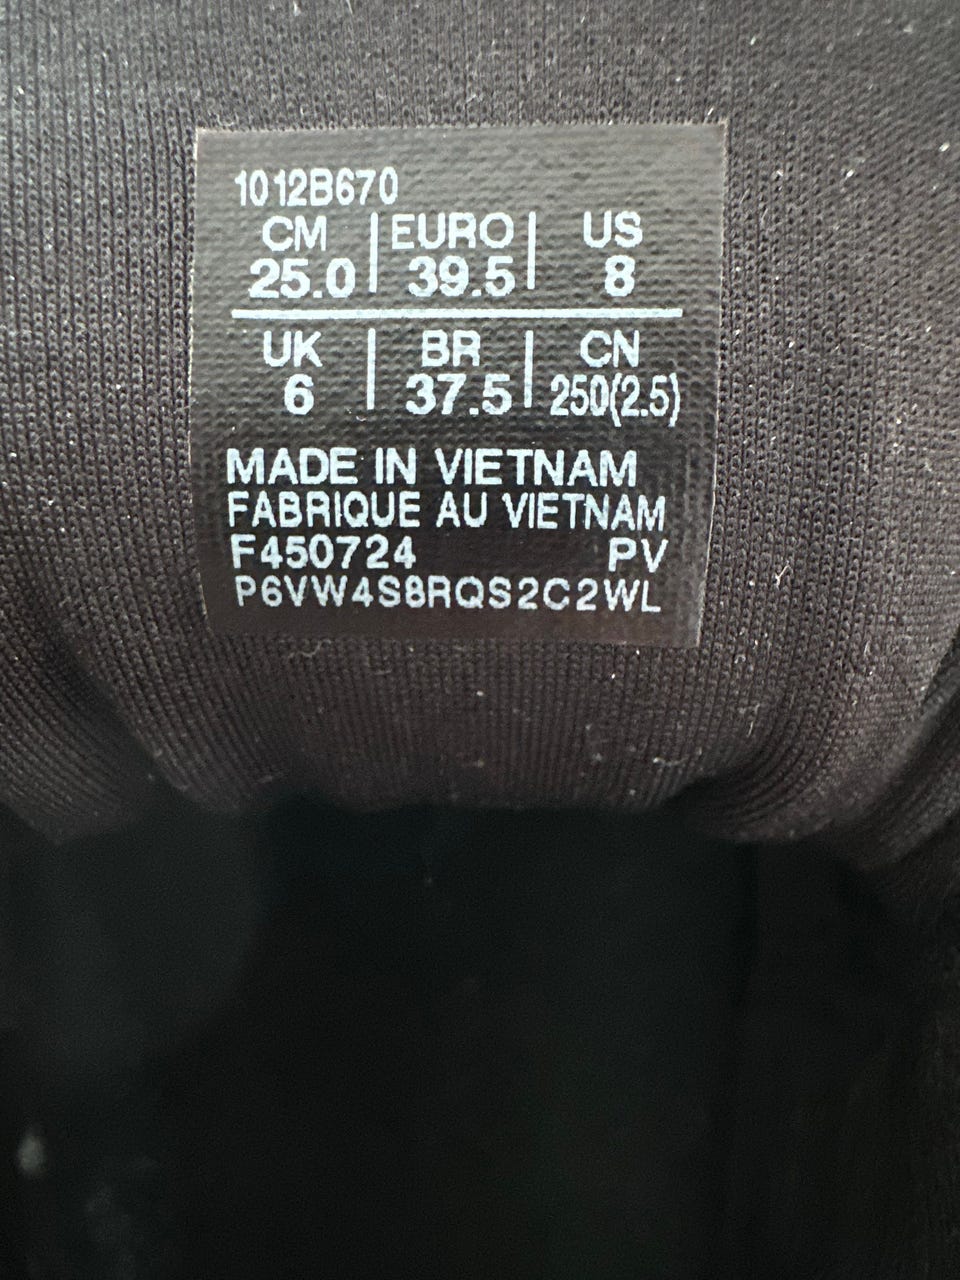 1012B670
CM | EURO | US
25.0 | 39.5 | 8
UK | BR | CN
6 | 37.5 | 250(2.5)
MADE IN VIETNAM
FABRIQUE AU VIETNAM
F450724 PV
P6VW4S8RQS2C2WL